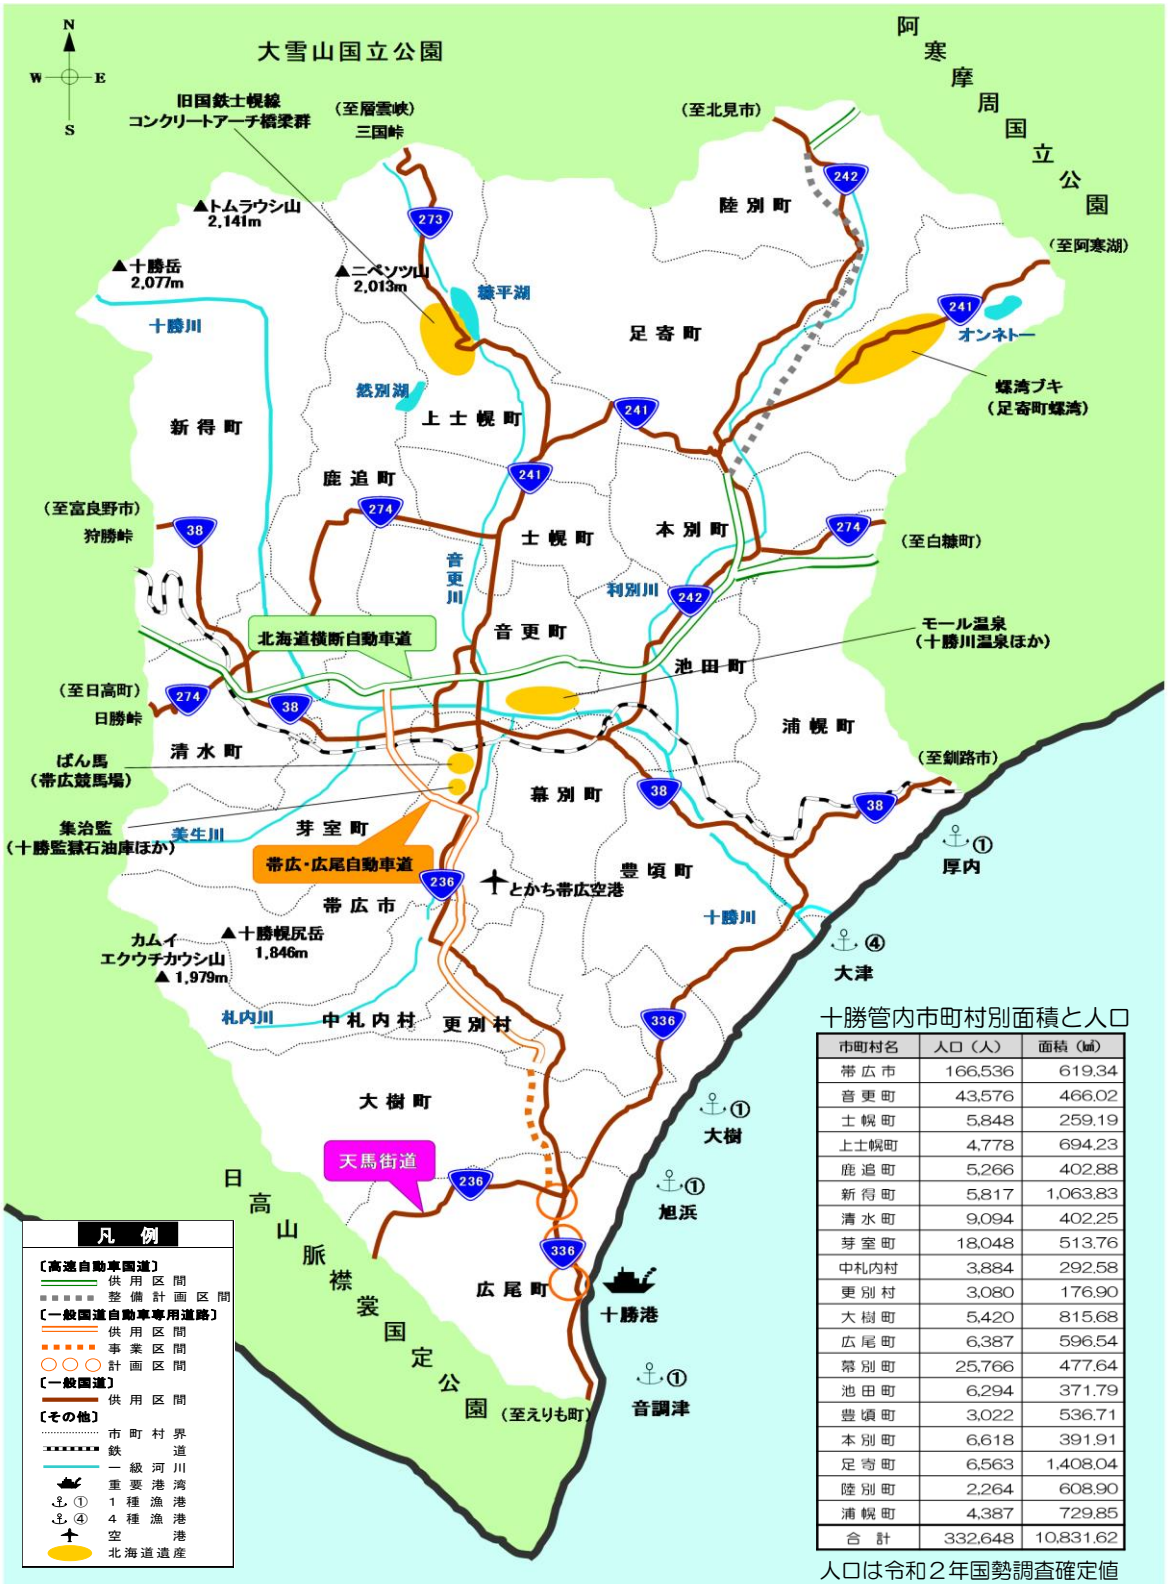 N
W E
S
大雪山国立公園
阿寒摩周国立公園
旧国鉄士幌線
コンクリートアーチ橋梁群
(至層雲峡)
三国峠
(至北見市)
242
陸別町
273
▲トムラウシ山
2,141m
(至阿寒湖)
▲十勝岳
2,077m
▲ニペソツ山
2,013m
糠平湖
241
オンネトー
十勝川
足寄町
然別湖
螺湾ブキ
(足寄町螺湾)
新得町
上士幌町
241
鹿追町
241
(至富良野市)
狩勝峠
38
274
士幌町
本別町
274
(至白糠町)
音更川
利別川
242
北海道横断自動車道
音更町
モール温泉
(十勝川温泉ほか)
池田町
(至日高町)
日勝峠
274
38
清水町
浦幌町
ばん馬
(帯広競馬場)
(至釧路市)
幕別町
38
38
集治監
(十勝監獄石油庫ほか)
美生川
芽室町
①
厚内
帯広・広尾自動車道
豊頃町
236
とかち帯広空港
帯広市
十勝川
▲十勝幌尻岳
1,846m
カムイ
エクウチカウシ山
▲1,979m
④
大津
札内川
中札内村
更別村
336
大樹町
①
大樹
天馬街道
236
①
旭浜
日高山脈襟裳国定公園
336
広尾町
十勝港
①
音調津
(至えりも町)
凡 例
〔高速自動車国道〕
供用区間
整備計画区間
〔一般国道自動車専用道路〕
供用区間
事業区間
計画区間
〔一般国道〕
供用区間
〔その他〕
市町村界
鉄 道
一級河川
重要港湾
① 1種漁港
④ 4種漁港
空 港
北海道遺産
十勝管内市町村別面積と人口
市町村名 人口(人) 面積(㎢)
帯広市 166,536 619.34
音更町 43,576 466.02
士幌町 5,848 259.19
上士幌町 4,778 694.23
鹿追町 5,266 402.88
新得町 5,817 1,063.83
清水町 9,094 402.25
芽室町 18,048 513.76
中札内村 3,884 292.58
更別村 3,080 176.90
大樹町 5,420 815.68
広尾町 6,387 596.54
幕別町 25,766 477.64
池田町 6,294 371.79
豊頃町 3,022 536.71
本別町 6,618 391.91
足寄町 6,563 1,408.04
陸別町 2,264 608.90
浦幌町 4,387 729.85
合計 332,648 10,831.62
人口は令和2年国勢調査確定値